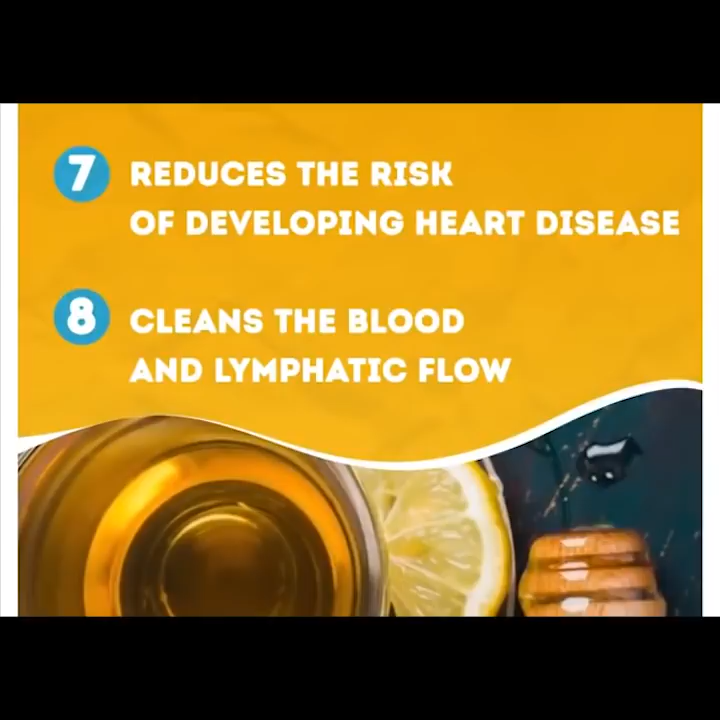 7 REDUCES THE RISK
OF DEVELOPING HEART DISEASE
8 CLEANS THE BLOOD
AND LYMPHATIC FLOW